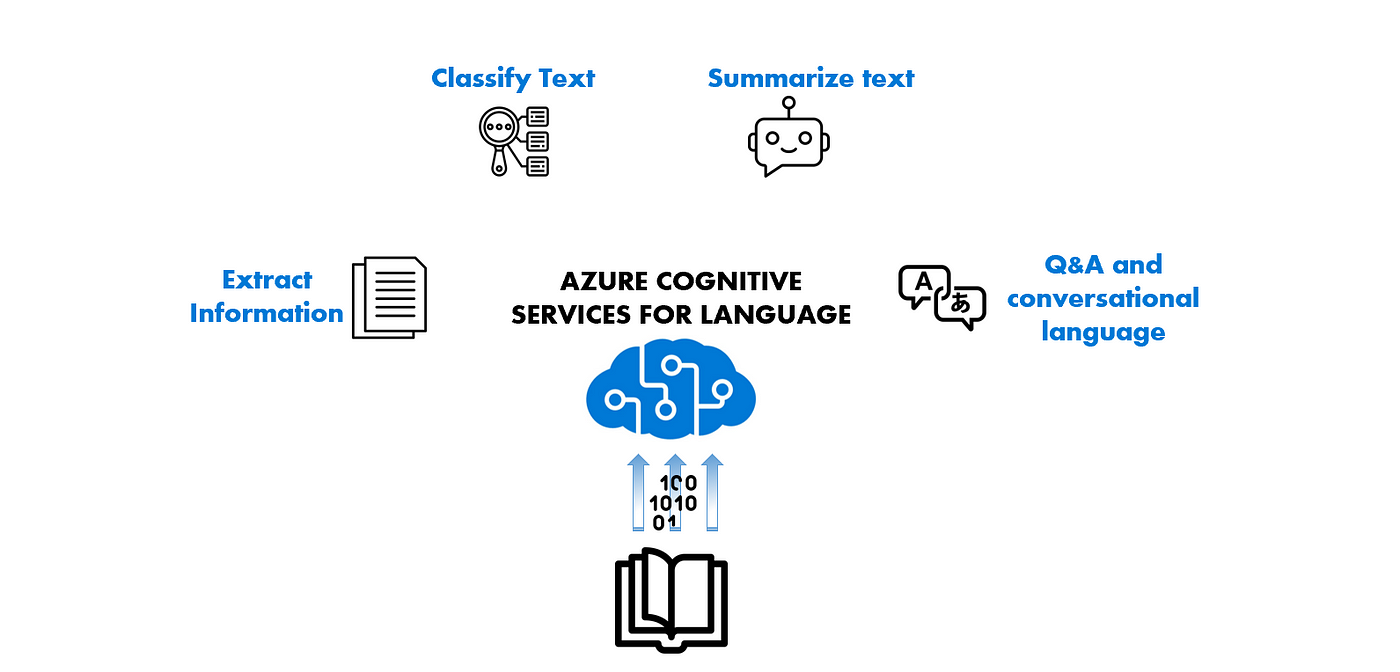 Classify Text
Summarize text
Extract
Information
AZURE COGNITIVE
SERVICES FOR LANGUAGE
A
あ
Q&A and
conversational
language
100
1010
01